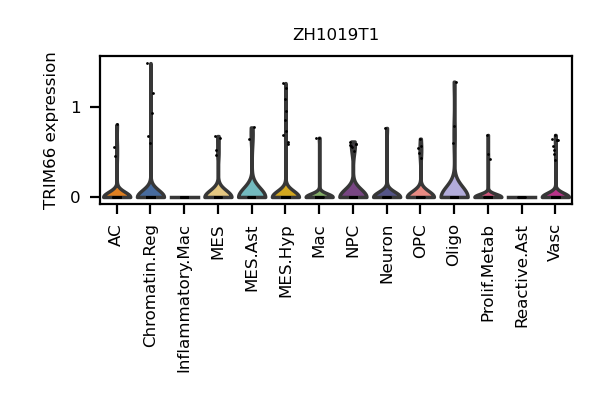 ZH1019T1
TRIM66 expression
1
0
AC
Chromatin.Reg
Inflammatory.Mac
MES
MES.Ast
MES.Hyp
Mac
NPC
Neuron
OPC
Oligo
Prolif.Metab
Reactive.Ast
Vasc